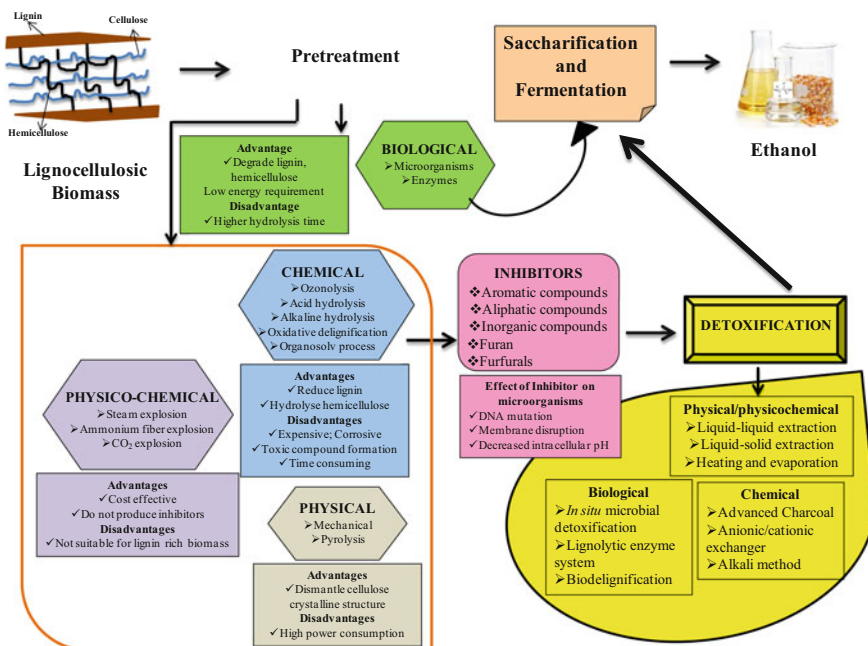 Lignin
Cellulose
Hemicellulose
Lignocellulosic
Biomass
Pretreatment
Saccharification
and
Fermentation
Ethanol
Advantage
✓Degrade lignin,
hemicellulose
Low energy requirement
Disadvantage
✓Higher hydrolysis time
BIOLOGICAL
➢Microorganisms
➢Enzymes
CHEMICAL
➢Ozonolysis
➢Acid hydrolysis
➢Alkaline hydrolysis
➢Oxidative delignification
➢Organosolv process
Advantages
✓Reduce lignin
✓Hydrolyse hemicellulose
Disadvantages
✓Expensive; Corrosive
✓Toxic compound formation
✓Time consuming
PHYSICO-CHEMICAL
➢Steam explosion
➢Ammonium fiber explosion
➢CO₂ explosion
Advantages
✓Cost effective
✓Do not produce inhibitors
Disadvantages
✓Not suitable for lignin rich biomass
PHYSICAL
➢Mechanical
➢Pyrolysis
Advantages
✓Dismantle cellulose
crystalline structure
Disadvantages
✓High power consumption
INHIBITORS
❖Aromatic compounds
❖Aliphatic compounds
❖Inorganic compounds
❖Furan
❖Furfurals
Effect of Inhibitor on
microorganisms
✓DNA mutation
✓Membrane disruption
✓Decreased intracellular pH
DETOXIFICATION
Physical/physicochemical
➢Liquid-liquid extraction
➢Liquid-solid extraction
➢Heating and evaporation
Biological
➢In situ microbial
detoxification
➢Lignolytic enzyme
system
➢Biodelignification
Chemical
➢Advanced Charcoal
➢Anionic/cationic
exchanger
➢Alkali method